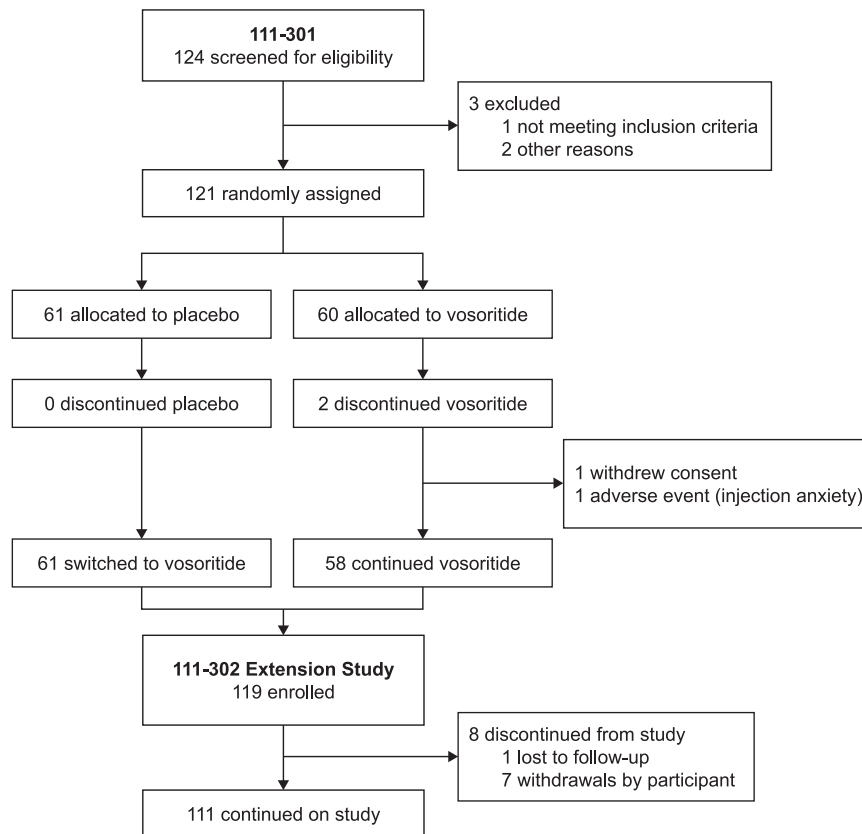 111-301
124 screened for eligibility
3 excluded
1 not meeting inclusion criteria
2 other reasons
121 randomly assigned
61 allocated to placebo
60 allocated to vosoritide
0 discontinued placebo
2 discontinued vosoritide
1 withdrew consent
1 adverse event (injection anxiety)
61 switched to vosoritide
58 continued vosoritide
111-302 Extension Study
119 enrolled
8 discontinued from study
1 lost to follow-up
7 withdrawals by participant
111 continued on study